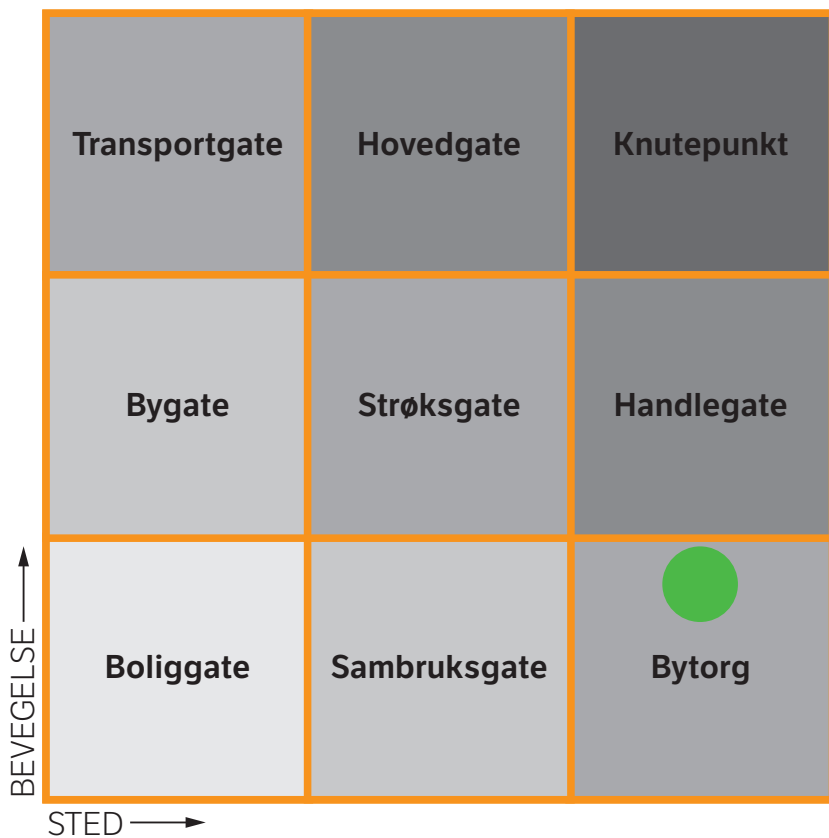 Transportgate
Hovedgate
Knutepunkt
Bygate
Strøksgate
Handlegate
Boliggate
Sambruksgate
Bytorg
BEVEGELSE
STED